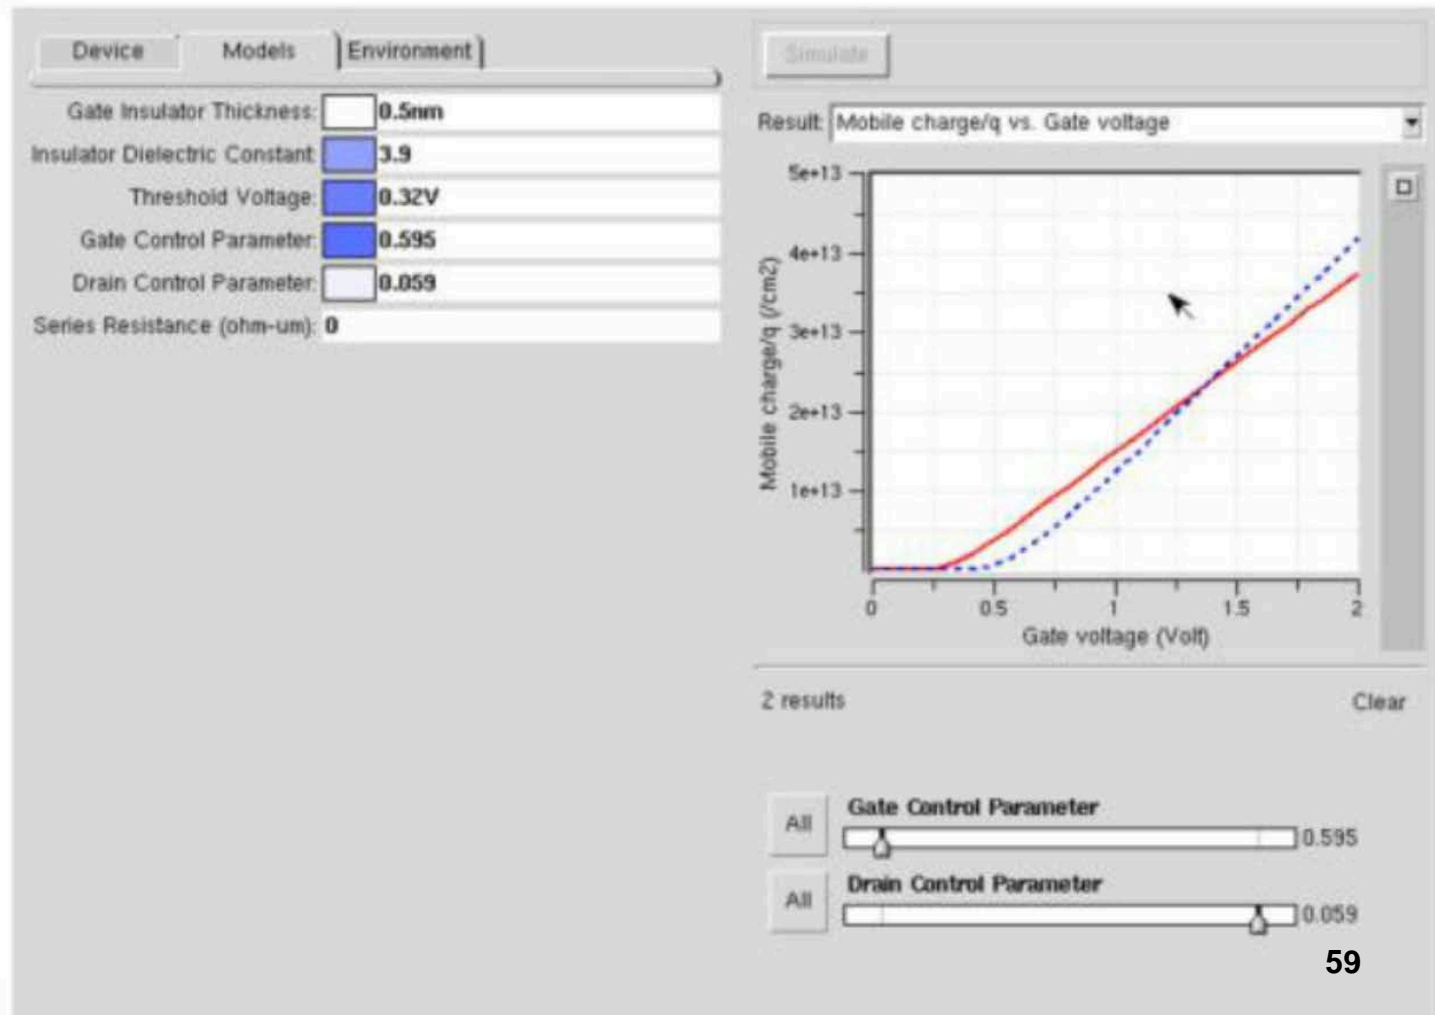 Device Models Environment
Gate Insulator Thickness: 0.5nm
Insulator Dielectric Constant: 3.9
Threshold Voltage: 0.32V
Gate Control Parameter: 0.595
Drain Control Parameter: 0.059
Series Resistance (ohm-um): 0
Simulate
Result: Mobile charge/q vs. Gate voltage
5e+13
4e+13
3e+13
2e+13
1e+13
Mobile charge/q (/cm2)
0 0.5 1 1.5 2
Gate voltage (Volt)
2 results Clear
All Gate Control Parameter
0.595
All Drain Control Parameter
0.059
59